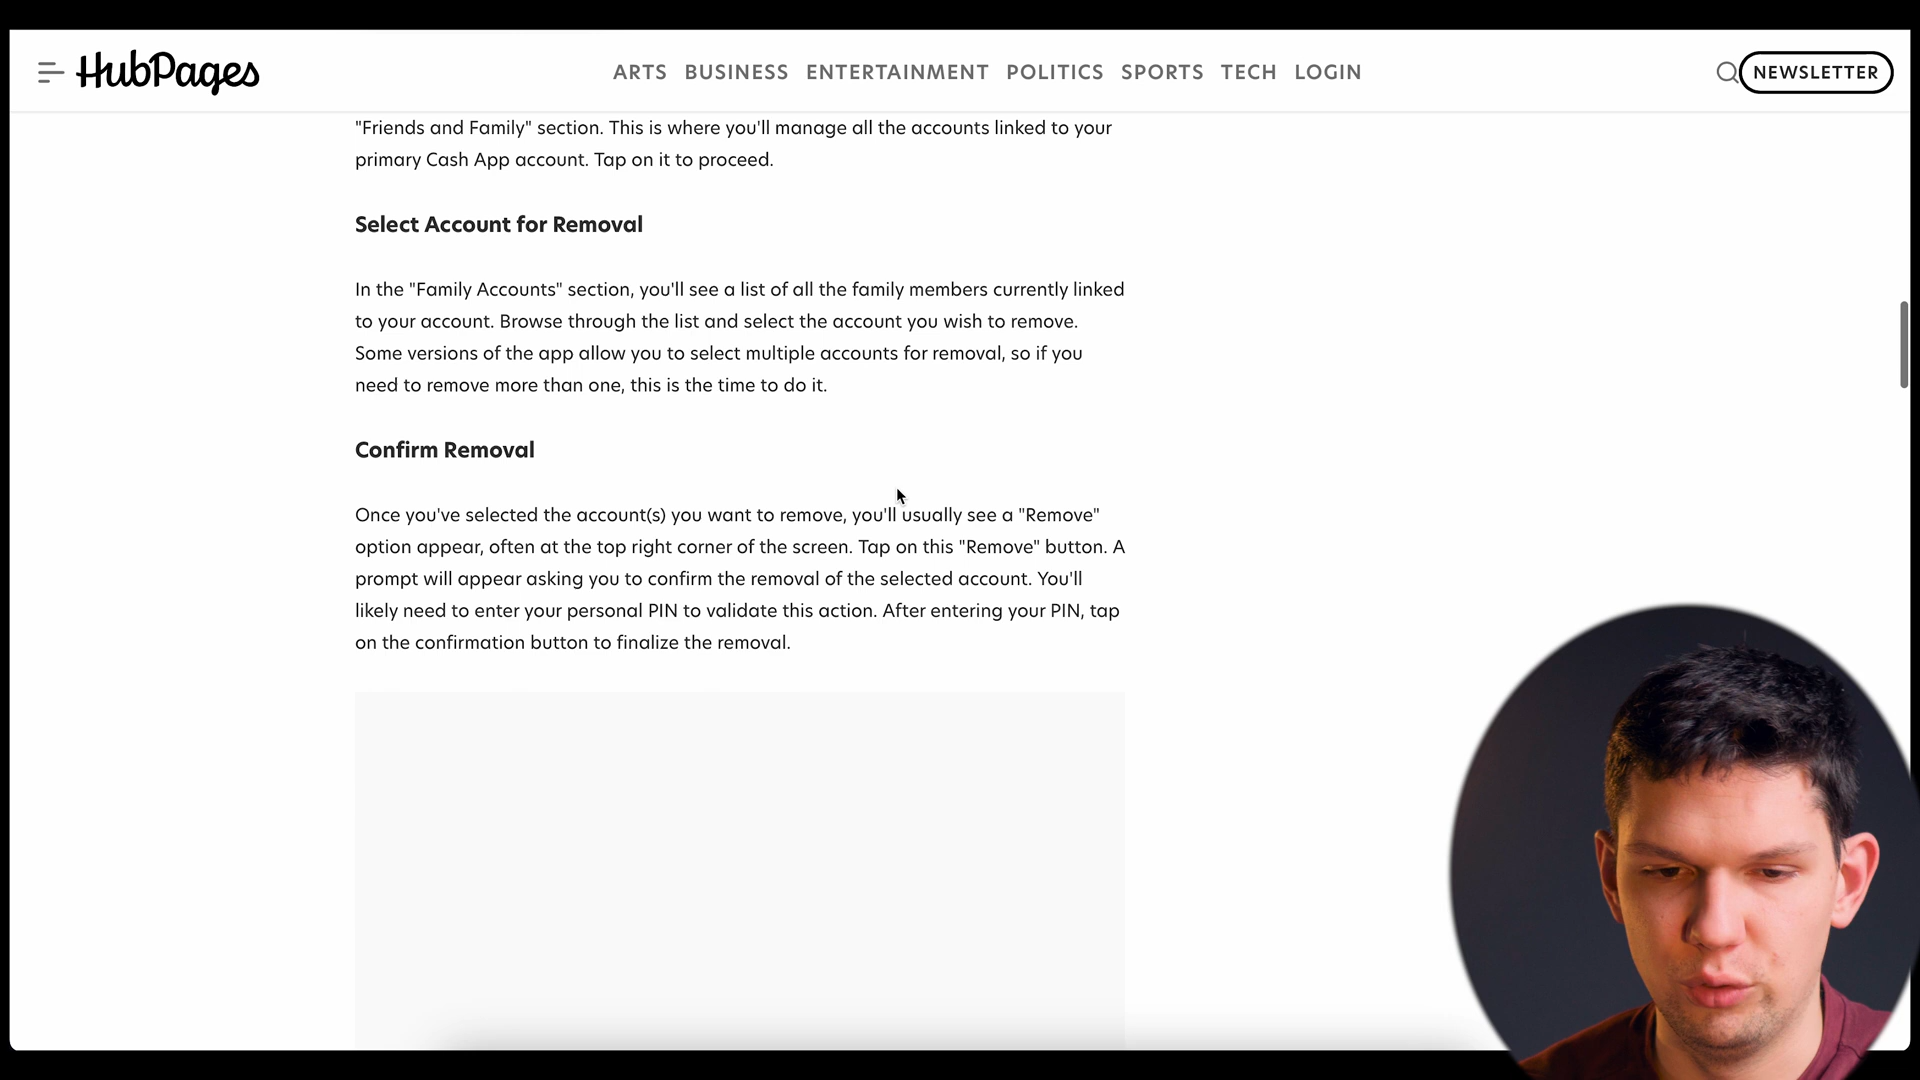 HubPages
ARTS BUSINESS ENTERTAINMENT POLITICS SPORTS TECH LOGIN
NEWSLETTER
"Friends and Family" section. This is where you'll manage all the accounts linked to your
primary Cash App account. Tap on it to proceed.
Select Account for Removal
In the "Family Accounts" section, you'll see a list of all the family members currently linked
to your account. Browse through the list and select the account you wish to remove.
Some versions of the app allow you to select multiple accounts for removal, so if you
need to remove more than one, this is the time to do it.
Confirm Removal
Once you've selected the account(s) you want to remove, you'll usually see a "Remove"
option appear, often at the top right corner of the screen. Tap on this "Remove" button. A
prompt will appear asking you to confirm the removal of the selected account. You'll
likely need to enter your personal PIN to validate this action. After entering your PIN, tap
on the confirmation button to finalize the removal.